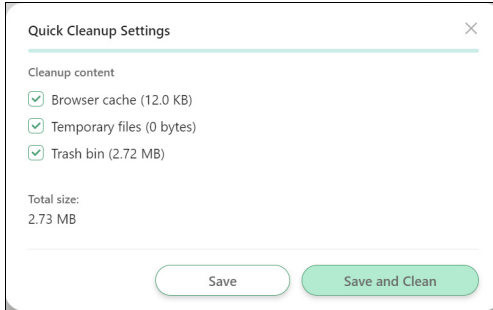 Quick Cleanup Settings
Cleanup content
Browser cache (12.0 KB)
Temporary files (0 bytes)
Trash bin (2.72 MB)
Total size:
2.73 MB
Save
Save and Clean